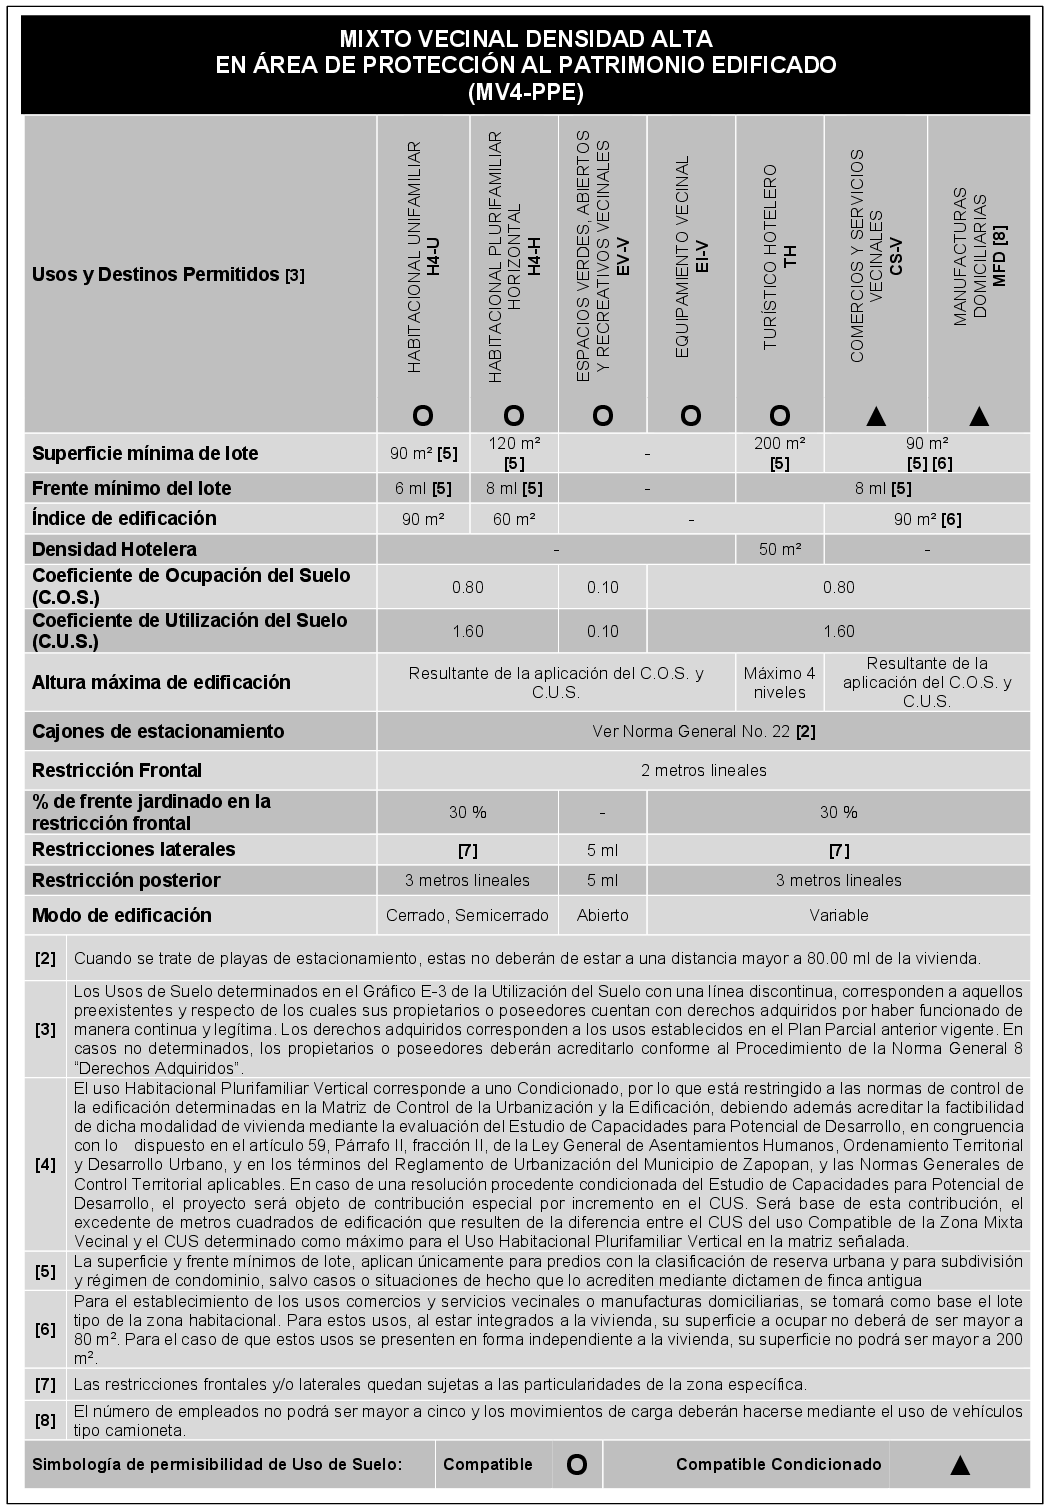 MIXTO VECINAL DENSIDAD ALTA
EN ÁREA DE PROTECCIÓN AL PATRIMONIO EDIFICADO
(MV4-PPE)
Usos y Destinos Permitidos [3]
HABITACIONAL UNIFAMILIAR
H4-U
HABITACIONAL PLURIFAMILIAR
HORIZONTAL
H4-H
ESPACIOS VERDES, ABIERTOS
Y RECREATIVOS VECINALES
EV-V
EQUIPAMIENTO VECINAL
EI-V
TURÍSTICO HOTELERO
TH
COMERCIOS Y SERVICIOS
VECINALES
CS-V
MANUFACTURAS
DOMICILIARIAS
MFD [8]
O O O O O ▲ ▲
Superficie mínima de lote
90 m² [5]
120 m²
[5]
-
200 m²
[5]
90 m²
[5] [6]
Frente mínimo del lote 6 ml [5] 8 ml [5] - 8 ml [5]
Índice de edificación 90 m² 60 m² - 90 m² [6]
Densidad Hotelera - 50 m² -
Coeficiente de Ocupación del Suelo
(C.O.S.)
0.80 0.10 0.80
Coeficiente de Utilización del Suelo
(C.U.S.)
1.60 0.10 1.60
Altura máxima de edificación
Resultante de la aplicación del C.O.S. y
C.U.S.
Máximo 4
niveles
Resultante de la
aplicación del C.O.S. y
C.U.S.
Cajones de estacionamiento Ver Norma General No. 22 [2]
Restricción Frontal 2 metros lineales
% de frente jardinado en la
restricción frontal
30 % - 30 %
Restricciones laterales [7] 5 ml [7]
Restricción posterior 3 metros lineales 5 ml 3 metros lineales
Modo de edificación Cerrado, Semicerrado Abierto Variable
[2] Cuando se trate de playas de estacionamiento, estas no deberán de estar a una distancia mayor a 80.00 ml de la vivienda.
[3] Los Usos de Suelo determinados en el Gráfico E-3 de la Utilización del Suelo con una línea discontinua, corresponden a aquellos
preexistentes y respecto de los cuales sus propietarios o poseedores cuentan con derechos adquiridos por haber funcionado de
manera continua y legítima. Los derechos adquiridos corresponden a los usos establecidos en el Plan Parcial anterior vigente. En
casos no determinados, los propietarios o poseedores deberán acreditarlo conforme al Procedimiento de la Norma General 8
“Derechos Adquiridos”.
[4] El uso Habitacional Plurifamiliar Vertical corresponde a uno Condicionado, por lo que está restringido a las normas de control de
la edificación determinadas en la Matriz de Control de la Urbanización y la Edificación, debiendo además acreditar la factibilidad
de dicha modalidad de vivienda mediante la evaluación del Estudio de Capacidades para Potencial de Desarrollo, en congruencia
con lo dispuesto en el artículo 59, Párrafo II, fracción II, de la Ley General de Asentamientos Humanos, Ordenamiento Territorial
y Desarrollo Urbano, y en los términos del Reglamento de Urbanización del Municipio de Zapopan, y las Normas Generales de
Control Territorial aplicables. En caso de una resolución procedente condicionada del Estudio de Capacidades para Potencial de
Desarrollo, el proyecto será objeto de contribución especial por incremento en el CUS. Será base de esta contribución, el
excedente de metros cuadrados de edificación que resulten de la diferencia entre el CUS del uso Compatible de la Zona Mixta
Vecinal y el CUS determinado como máximo para el Uso Habitacional Plurifamiliar Vertical en la matriz señalada.
[5] La superficie y frente mínimos de lote, aplican únicamente para predios con la clasificación de reserva urbana y para subdivisión
y régimen de condominio, salvo casos o situaciones de hecho que lo acrediten mediante dictamen de finca antigua
[6] Para el establecimiento de los usos comercios y servicios vecinales o manufacturas domiciliarias, se tomará como base el lote
tipo de la zona habitacional. Para estos usos, al estar integrados a la vivienda, su superficie a ocupar no deberá de ser mayor a
80 m². Para el caso de que estos usos se presenten en forma independiente a la vivienda, su superficie no podrá ser mayor a 200
m².
[7] Las restricciones frontales y/o laterales quedan sujetas a las particularidades de la zona específica.
[8] El número de empleados no podrá ser mayor a cinco y los movimientos de carga deberán hacerse mediante el uso de vehículos
tipo camioneta.
Simbología de permisibilidad de Uso de Suelo: Compatible O Compatible Condicionado ▲